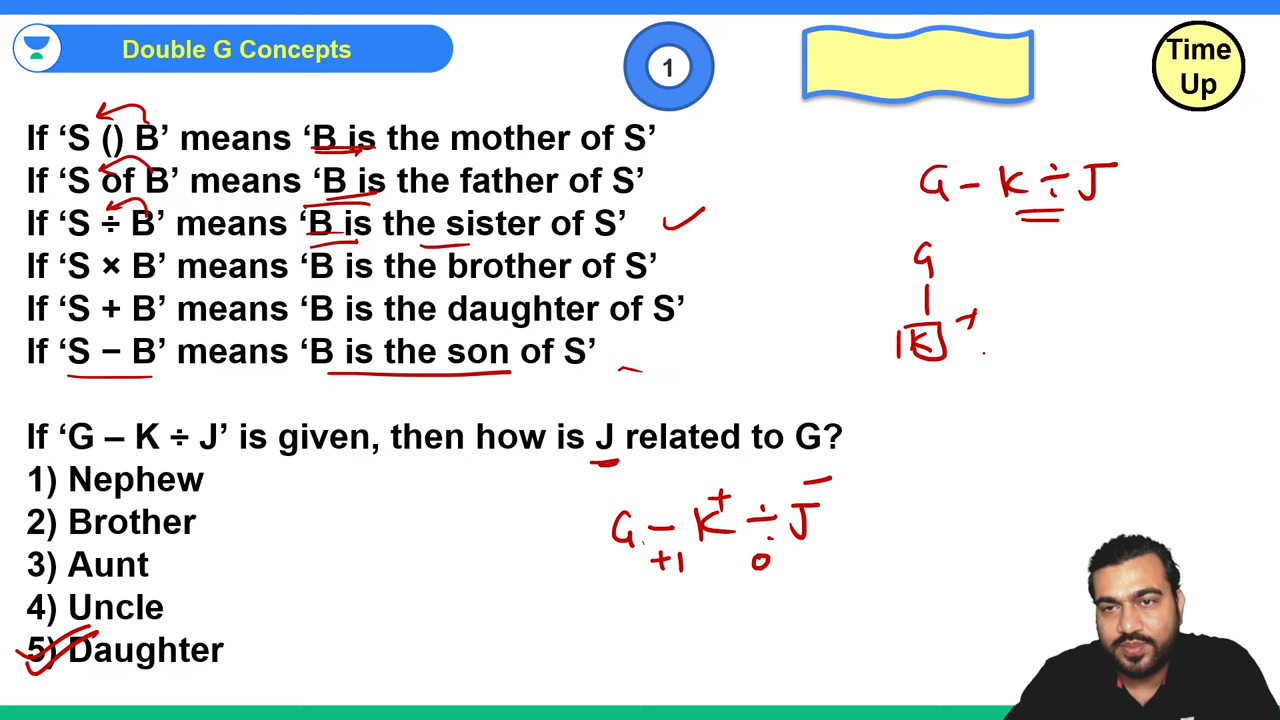 Double G Concepts
1
Time
Up
If ‘S () B’ means ‘B is the mother of S’
If ‘S of B’ means ‘B is the father of S’
If ‘S ÷ B’ means ‘B is the sister of S’
If ‘S × B’ means ‘B is the brother of S’
If ‘S + B’ means ‘B is the daughter of S’
If ‘S − B’ means ‘B is the son of S’
G – K ÷ J
G
K +
If ‘G – K ÷ J’ is given, then how is J related to G?
1) Nephew
2) Brother
3) Aunt
4) Uncle
5) Daughter
G – K+ ÷ J–
+1 0